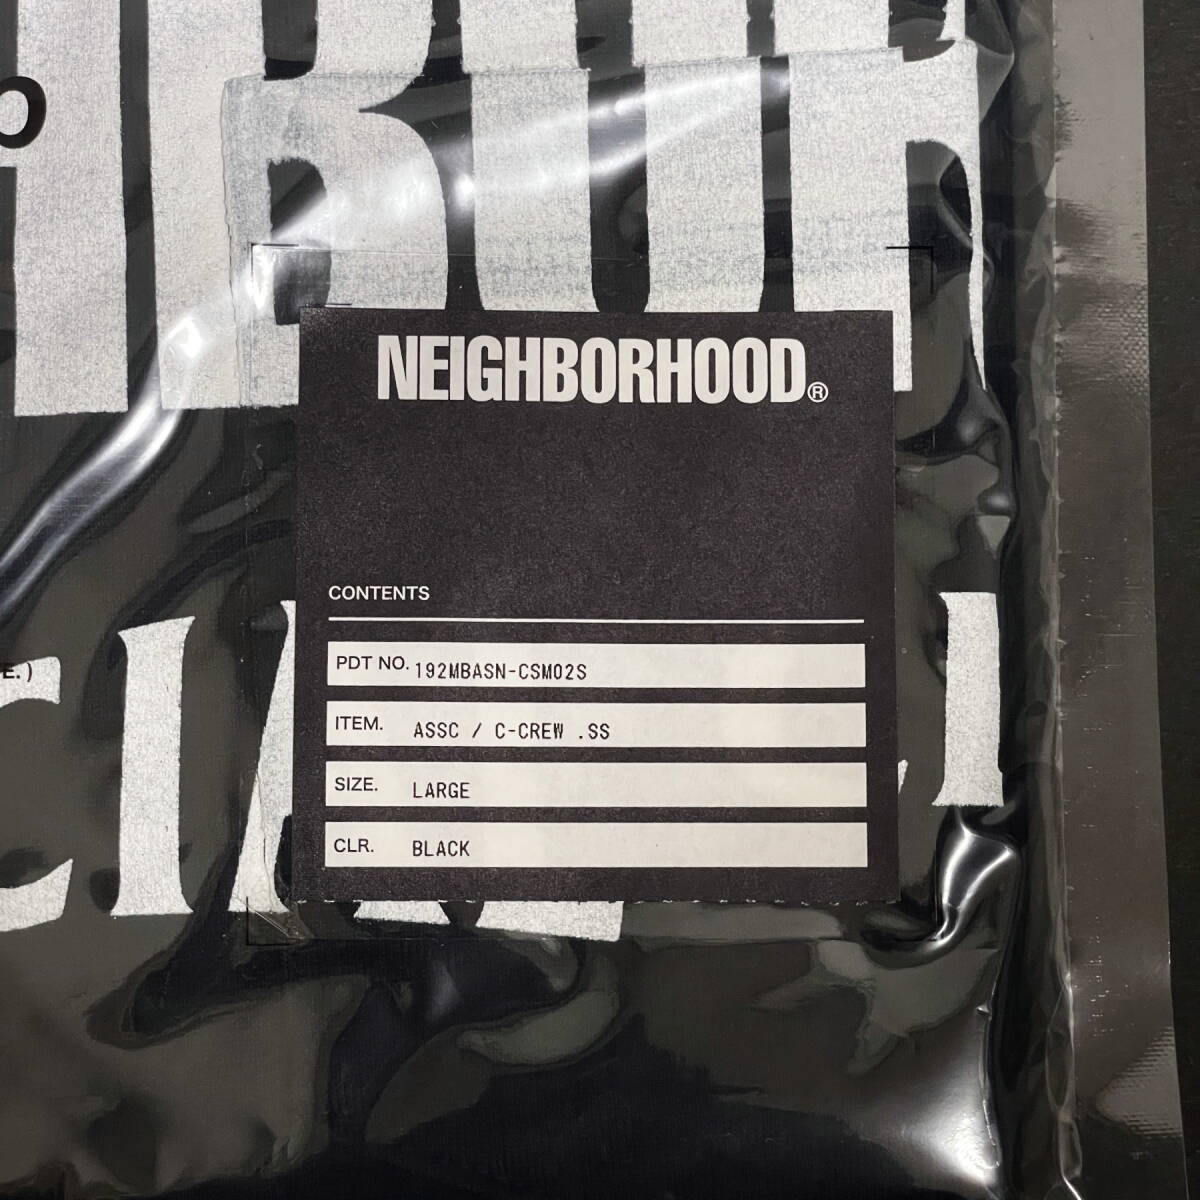 NEIGHBORHOOD®
CONTENTS
PDT NO. 192MBASN-CSM02S
ITEM. ASSC / C-CREW .SS
SIZE. LARGE
CLR. BLACK
E.)